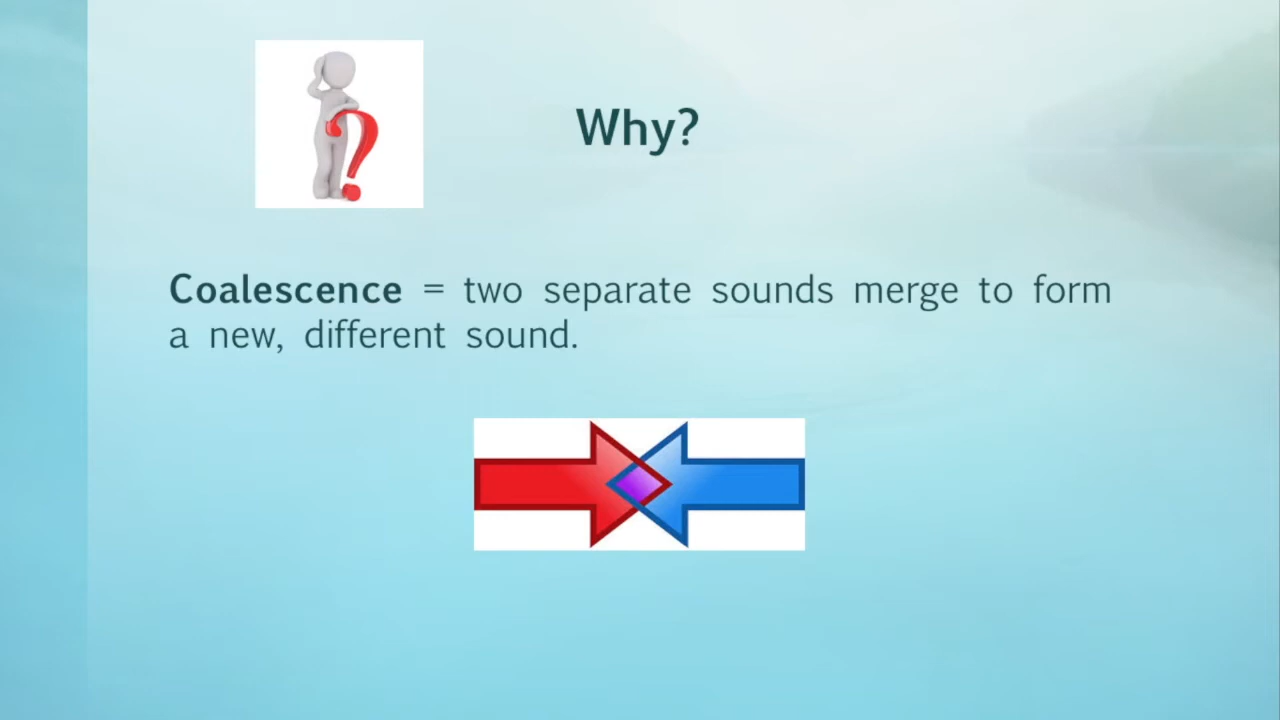 Why?
Coalescence = two separate sounds merge to form
a new, different sound.